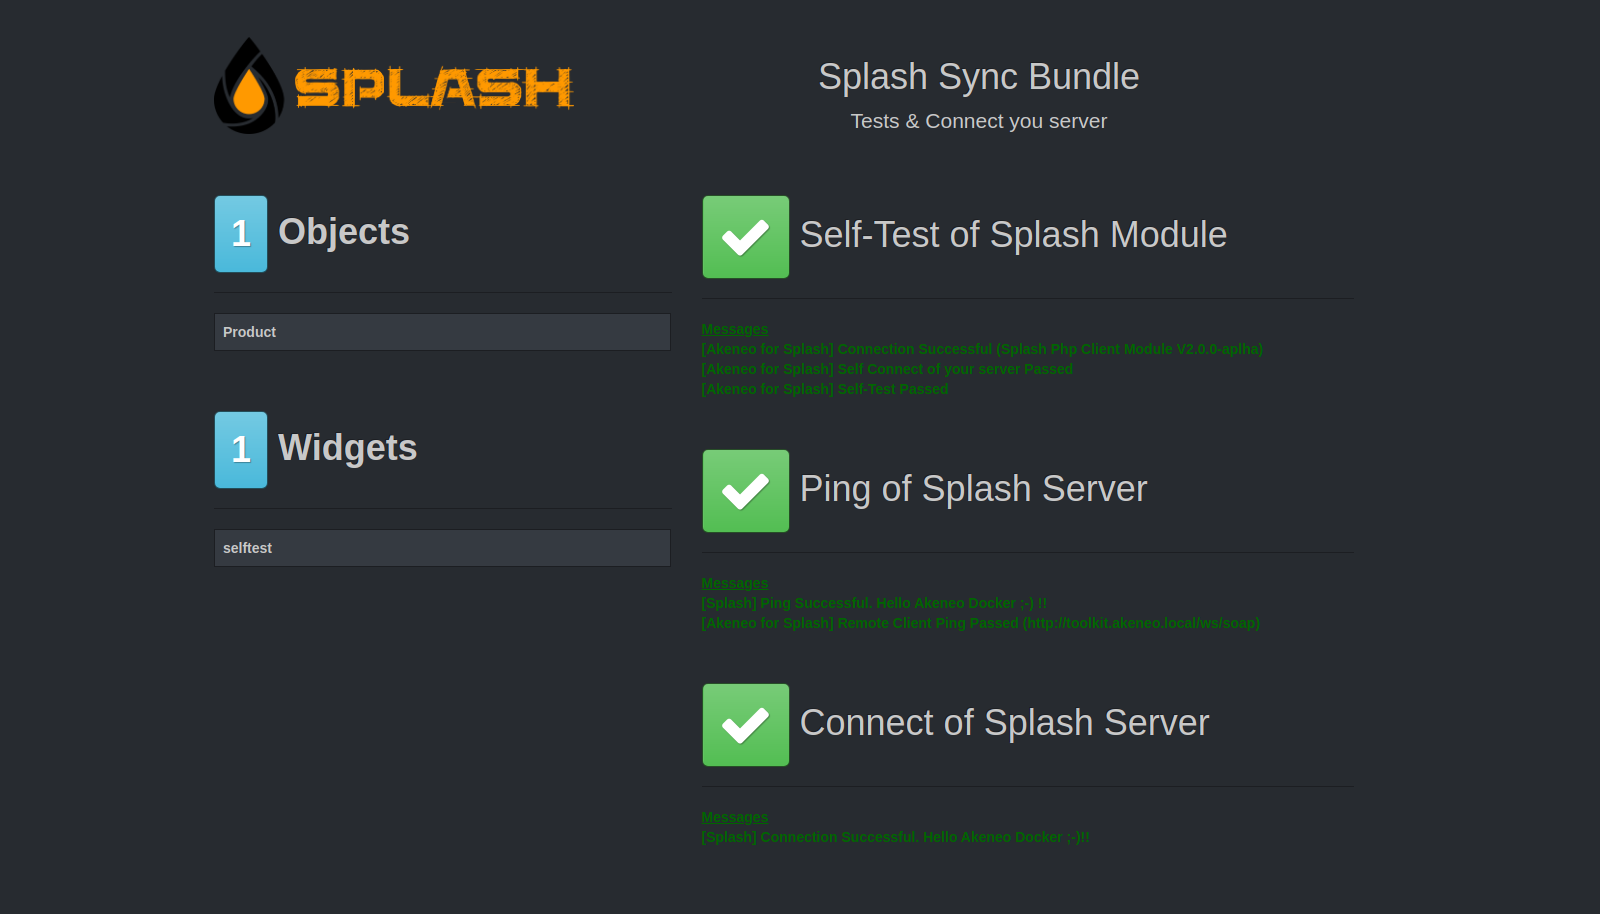 SPLASH
Splash Sync Bundle
Tests & Connect you server
1 Objects
Product
1 Widgets
selftest
Self-Test of Splash Module
Messages
[Akeneo for Splash] Connection Successful (Splash Php Client Module V2.0.0-aplha)
[Akeneo for Splash] Self Connect of your server Passed
[Akeneo for Splash] Self-Test Passed
Ping of Splash Server
Messages
[Splash] Ping Successful. Hello Akeneo Docker ;-) !!
[Akeneo for Splash] Remote Client Ping Passed (http://toolkit.akeneo.local/ws/soap)
Connect of Splash Server
Messages
[Splash] Connection Successful. Hello Akeneo Docker ;-)!!